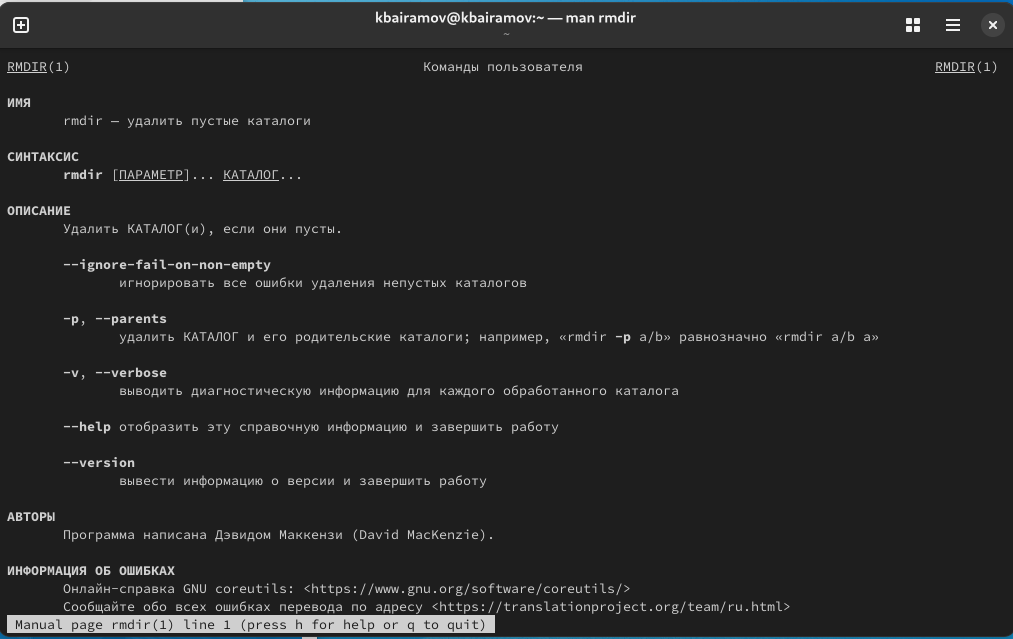 kbairamov@kbairamov:~ — man rmdir
~
RMDIR(1) Команды пользователя RMDIR(1)
ИМЯ
rmdir — удалить пустые каталоги
СИНТАКСИС
rmdir [ПАРАМЕТР]... КАТАЛОГ...
ОПИСАНИЕ
Удалить КАТАЛОГ(и), если они пусты.
--ignore-fail-on-non-empty
игнорировать все ошибки удаления непустых каталогов
-p, --parents
удалить КАТАЛОГ и его родительские каталоги; например, «rmdir -p a/b» равнозначно «rmdir a/b a»
-v, --verbose
выводить диагностическую информацию для каждого обработанного каталога
--help отобразить эту справочную информацию и завершить работу
--version
вывести информацию о версии и завершить работу
АВТОРЫ
Программа написана Дэвидом Маккензи (David MacKenzie).
ИНФОРМАЦИЯ ОБ ОШИБКАХ
Онлайн-справка GNU coreutils: <https://www.gnu.org/software/coreutils/>
Сообщайте обо всех ошибках перевода по адресу <https://translationproject.org/team/ru.html>
Manual page rmdir(1) line 1 (press h for help or q to quit)